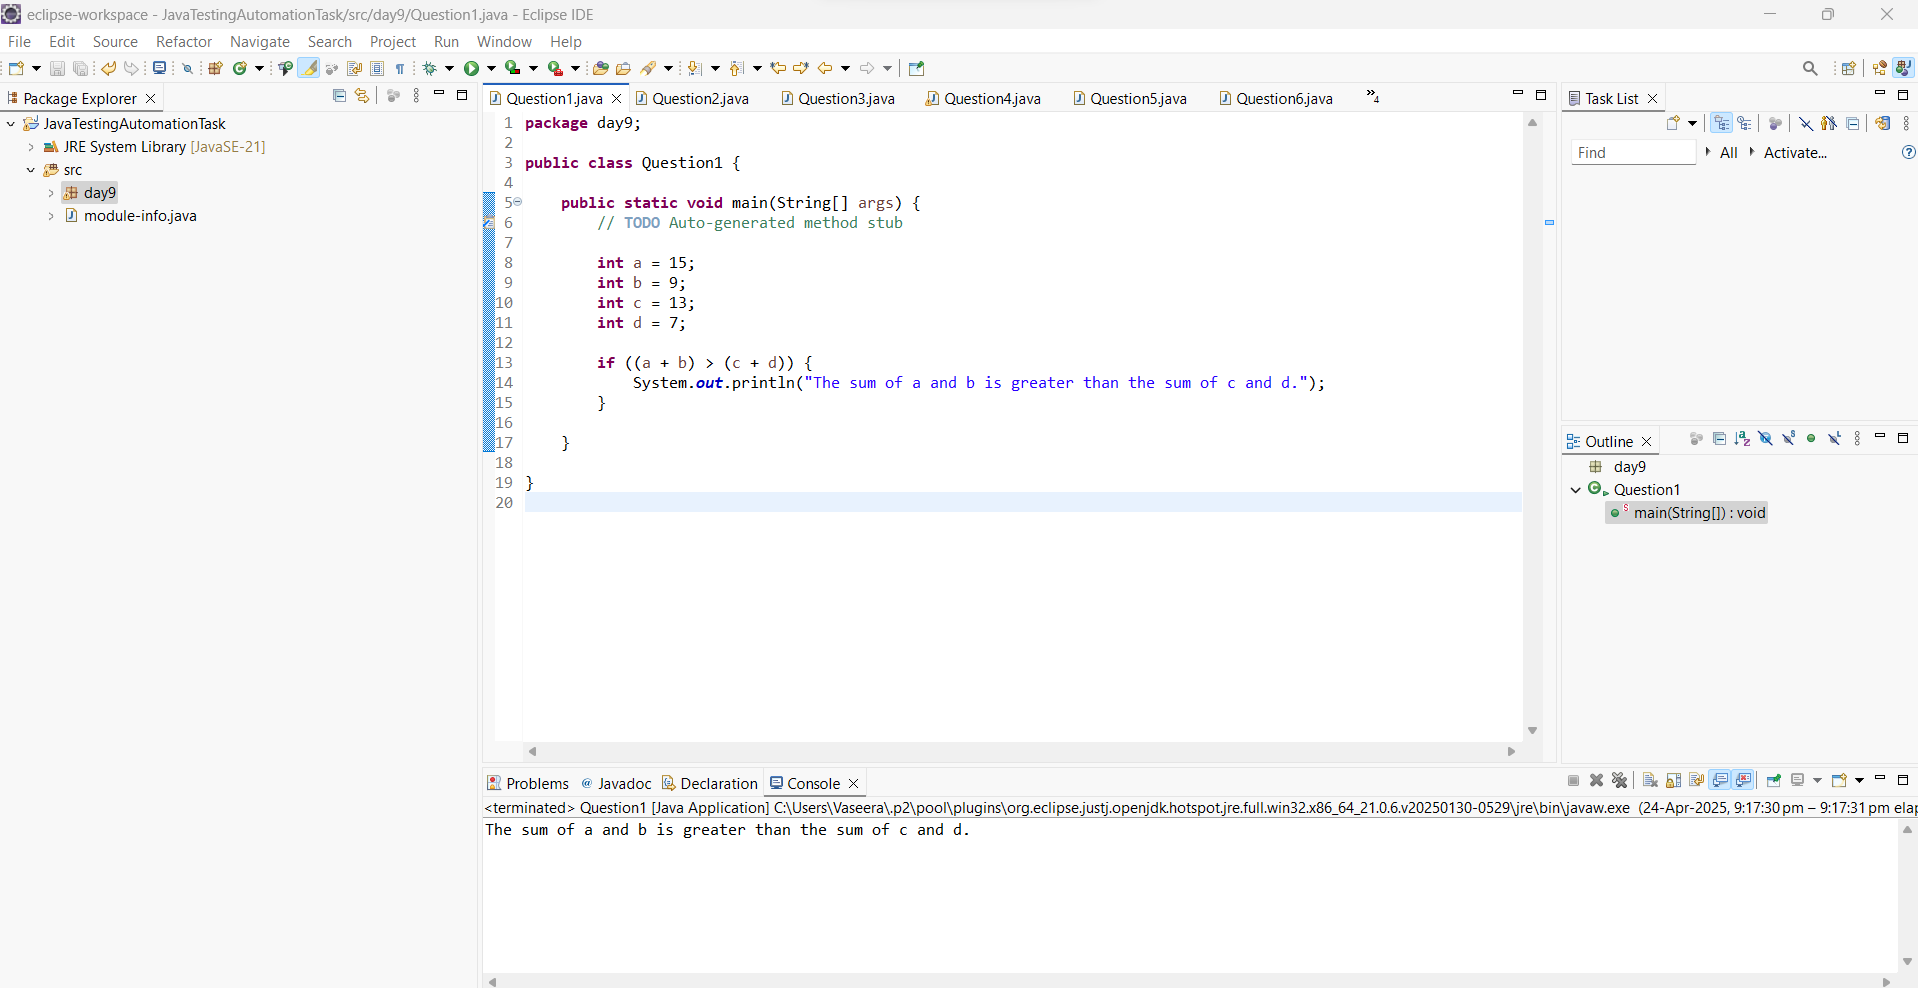 eclipse-workspace - JavaTestingAutomationTask/src/day9/Question1.java - Eclipse IDE
File Edit Source Refactor Navigate Search Project Run Window Help
Package Explorer
JavaTestingAutomationTask
JRE System Library [JavaSE-21]
src
day9
module-info.java
Question1.java Question2.java Question3.java Question4.java Question5.java Question6.java »4
1 package day9;
2
3 public class Question1 {
4
5 public static void main(String[] args) {
6 // TODO Auto-generated method stub
7
8 int a = 15;
9 int b = 9;
10 int c = 13;
11 int d = 7;
12
13 if ((a + b) > (c + d)) {
14 System.out.println("The sum of a and b is greater than the sum of c and d.");
15 }
16
17 }
18
19 }
20
Task List
Find All Activate...
Outline
day9
Question1
main(String[]) : void
Problems @ Javadoc Declaration Console
<terminated> Question1 [Java Application] C:\Users\Vaseera\.p2\pool\plugins\org.eclipse.justj.openjdk.hotspot.jre.full.win32.x86_64_21.0.6.v20250130-0529\jre\bin\javaw.exe (24-Apr-2025, 9:17:30 pm – 9:17:31 pm elap
The sum of a and b is greater than the sum of c and d.